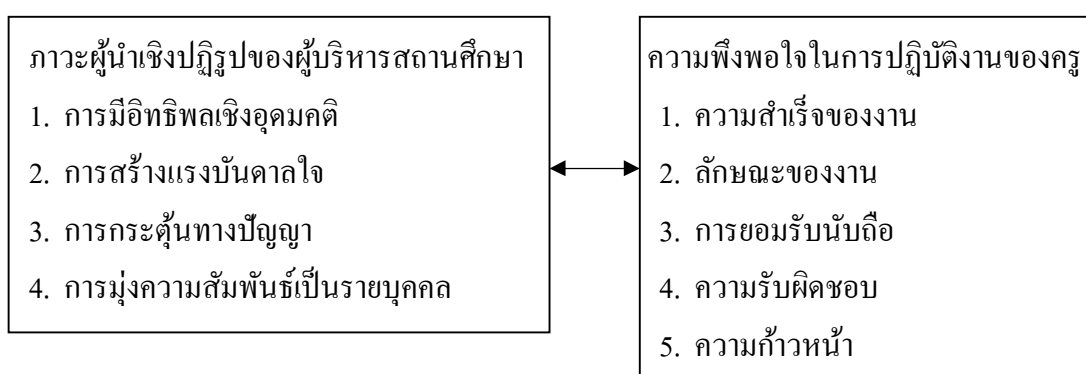 ภาวะผู้นำเชิงปฏิรูปของผู้บริหารสถานศึกษา
1. การมีอิทธิพลเชิงอุดมคติ
2. การสร้างแรงบันดาลใจ
3. การกระตุ้นทางปัญญา
4. การมุ่งความสัมพันธ์เป็นรายบุคคล
ความพึงพอใจในการปฏิบัติงานของครู
1. ความสำเร็จของงาน
2. ลักษณะของงาน
3. การยอมรับนับถือ
4. ความรับผิดชอบ
5. ความก้าวหน้า